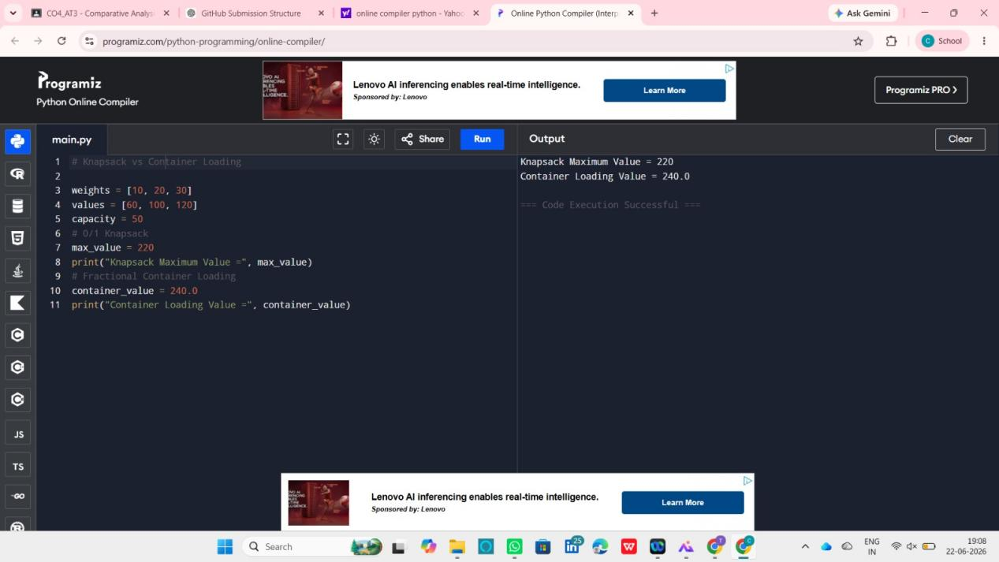 CO4_AT3 - Comparative Analysi
GitHub Submission Structure
online compiler python - Yahoo
Online Python Compiler (Interp
Ask Gemini
programiz.com/python-programming/online-compiler/
C School
Programiz
Python Online Compiler
Lenovo AI inferencing enables real-time intelligence.
Sponsored by: Lenovo
Learn More
Programiz PRO >
main.py
Share
Run
Output
Clear
1 # Knapsack vs Container Loading
2
3 weights = [10, 20, 30]
4 values = [60, 100, 120]
5 capacity = 50
6 # 0/1 Knapsack
7 max_value = 220
8 print("Knapsack Maximum Value =", max_value)
9 # Fractional Container Loading
10 container_value = 240.0
11 print("Container Loading Value =", container_value)
Knapsack Maximum Value = 220
Container Loading Value = 240.0
=== Code Execution Successful ===
JS
TS
GO
Lenovo AI inferencing enables real-time intelligence.
Sponsored by: Lenovo
Learn More
Search
25
T
C
ENG
IN
19:08
22-06-2026